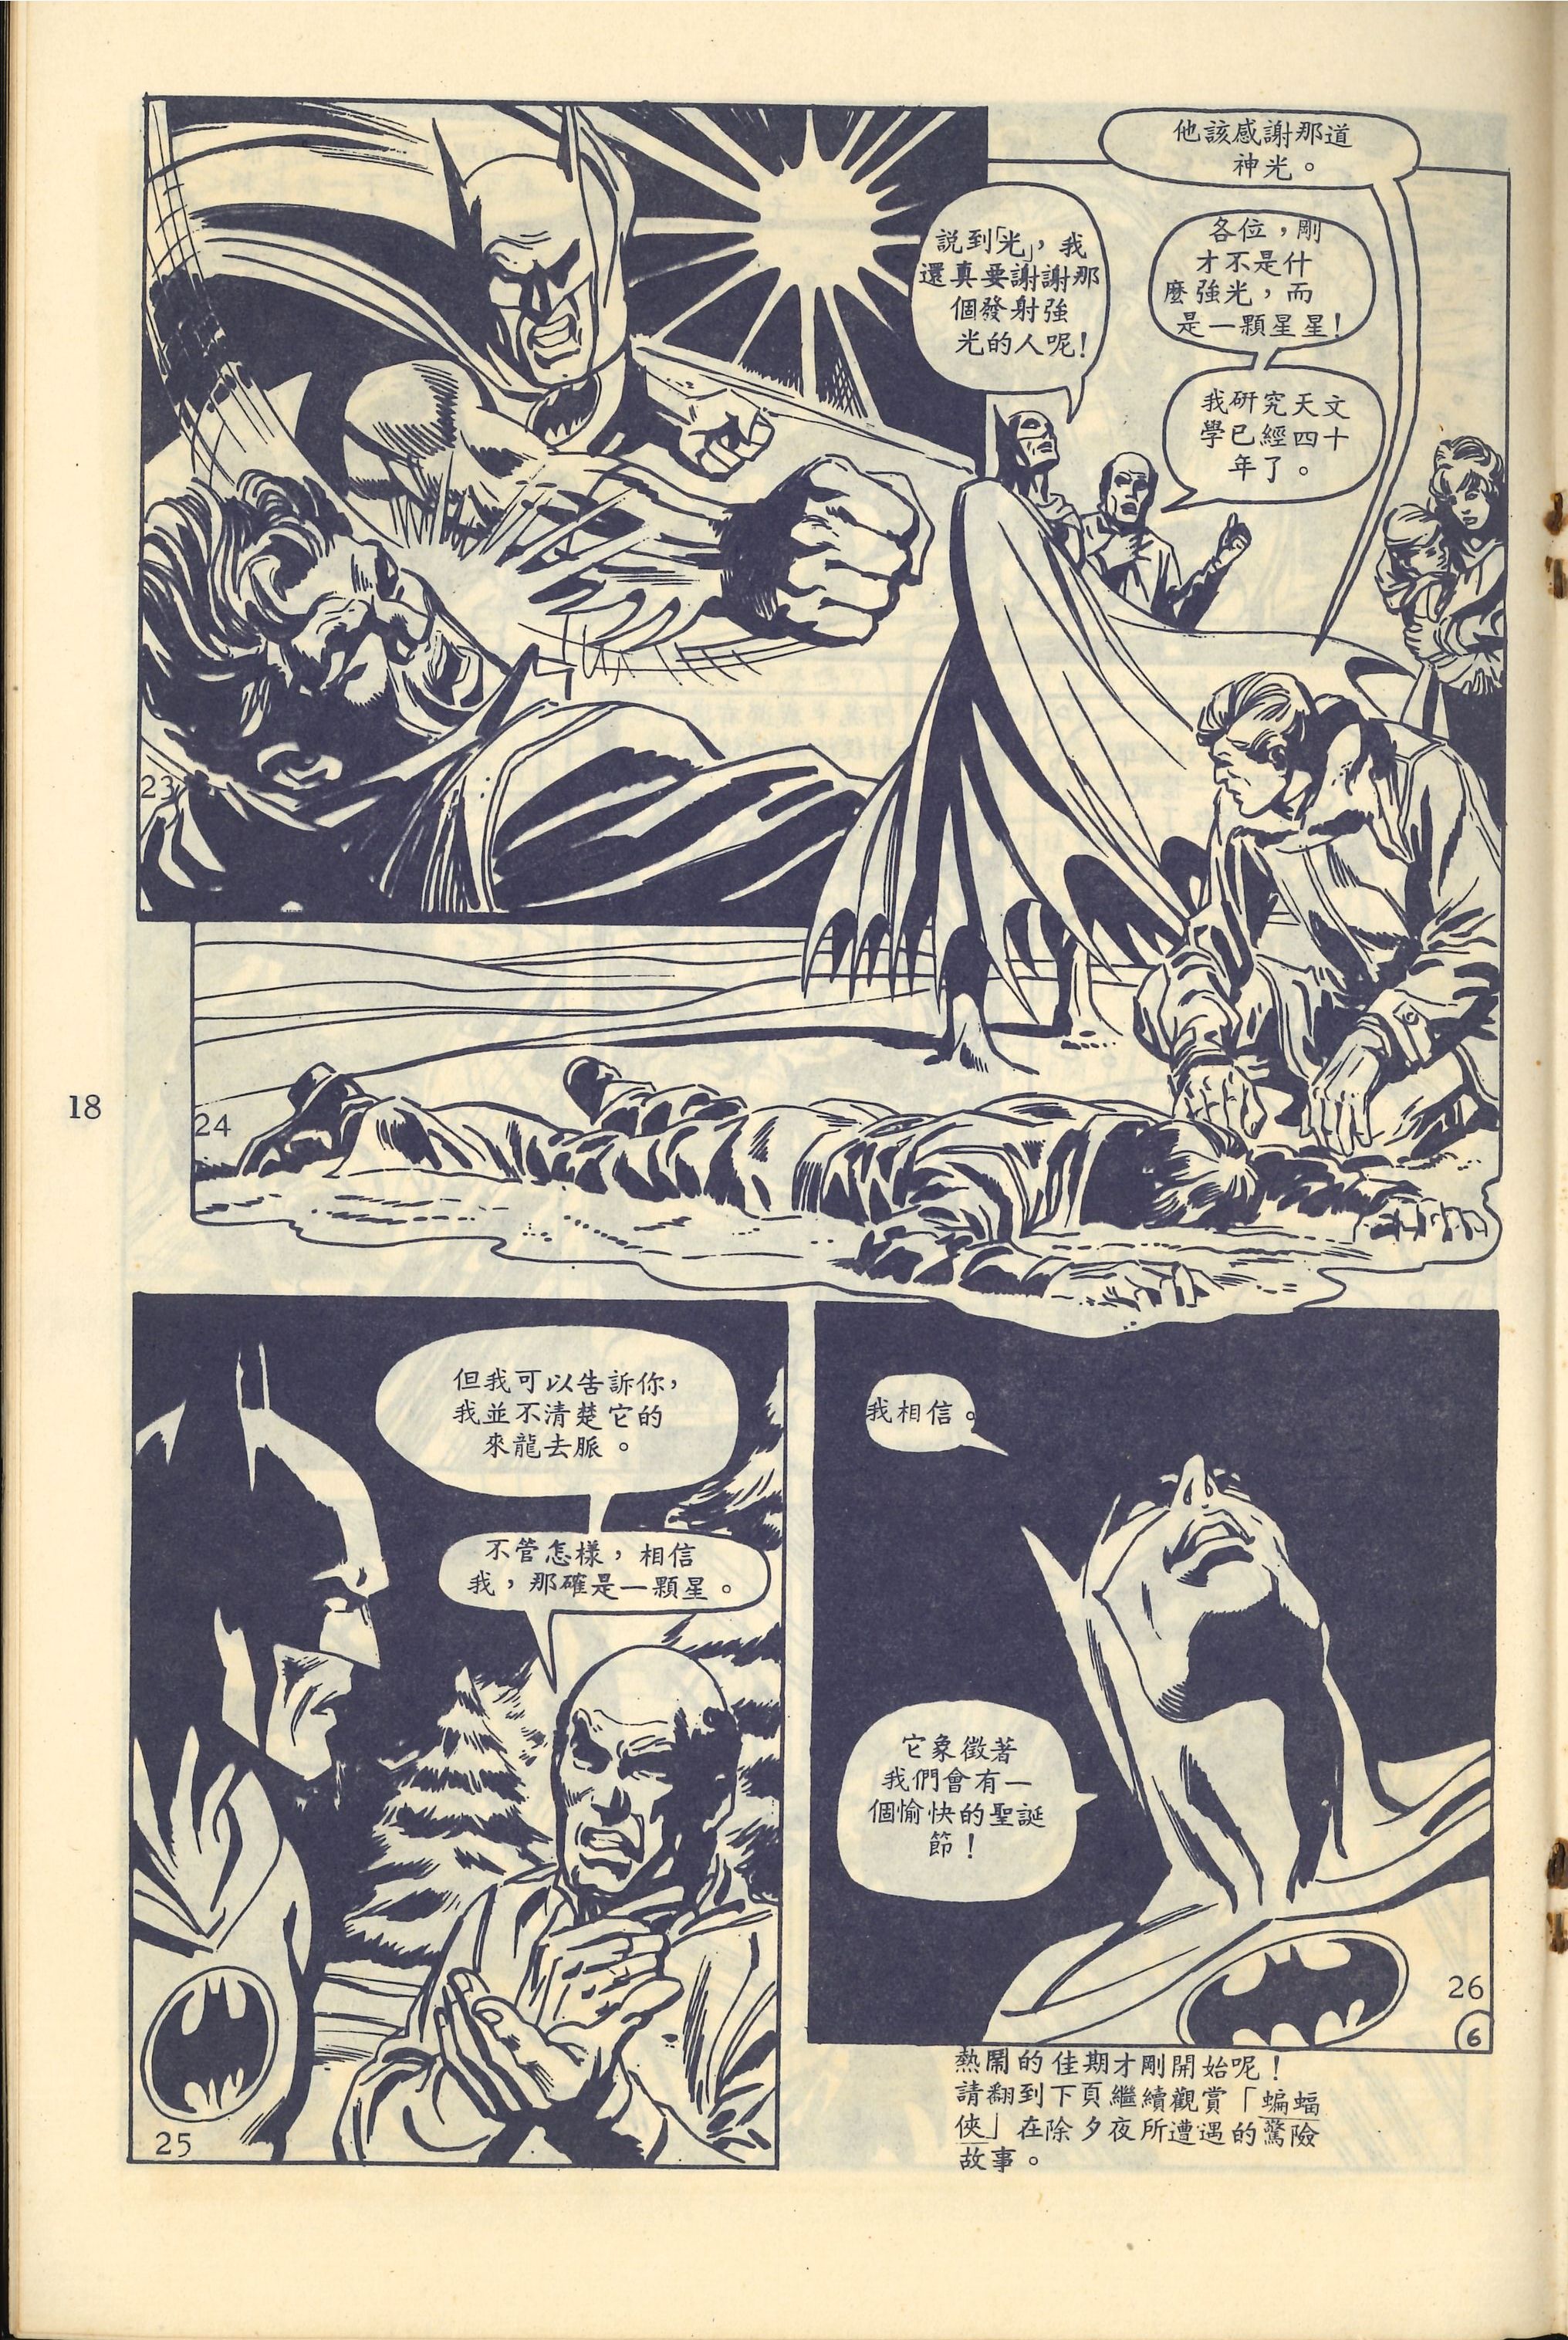 他該感謝那道
神光。
説到「光」，我
還真要謝謝那
個發射強
光的人呢！
各位，剛
才不是什
麼強光，而
是一顆星星！
我研究天文
學已經四十
年了。
23
24
18
但我可以告訴你，
我並不清楚它的
來龍去脈。
不管怎樣，相信
我，那確是一顆星。
25
我相信。
它象徵著
我們會有一
個愉快的聖誕
節！
26
6
熱鬧的佳期才剛開始呢！
請翻到下頁繼續觀賞「蝙蝠
俠」在除夕夜所遭遇的驚險
故事。